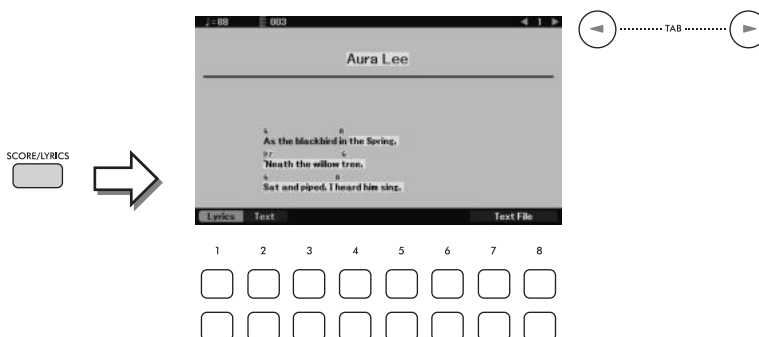 ♩=88 003 ◀ 1 ▶
TAB
Aura Lee
SCORE/LYRICS
G A
As the blackbird in the Spring,
D7 G
'Neath the willow tree,
G A
Sat and piped, I heard him sing,
Lyrics Text Text File
1 2 3 4 5 6 7 8